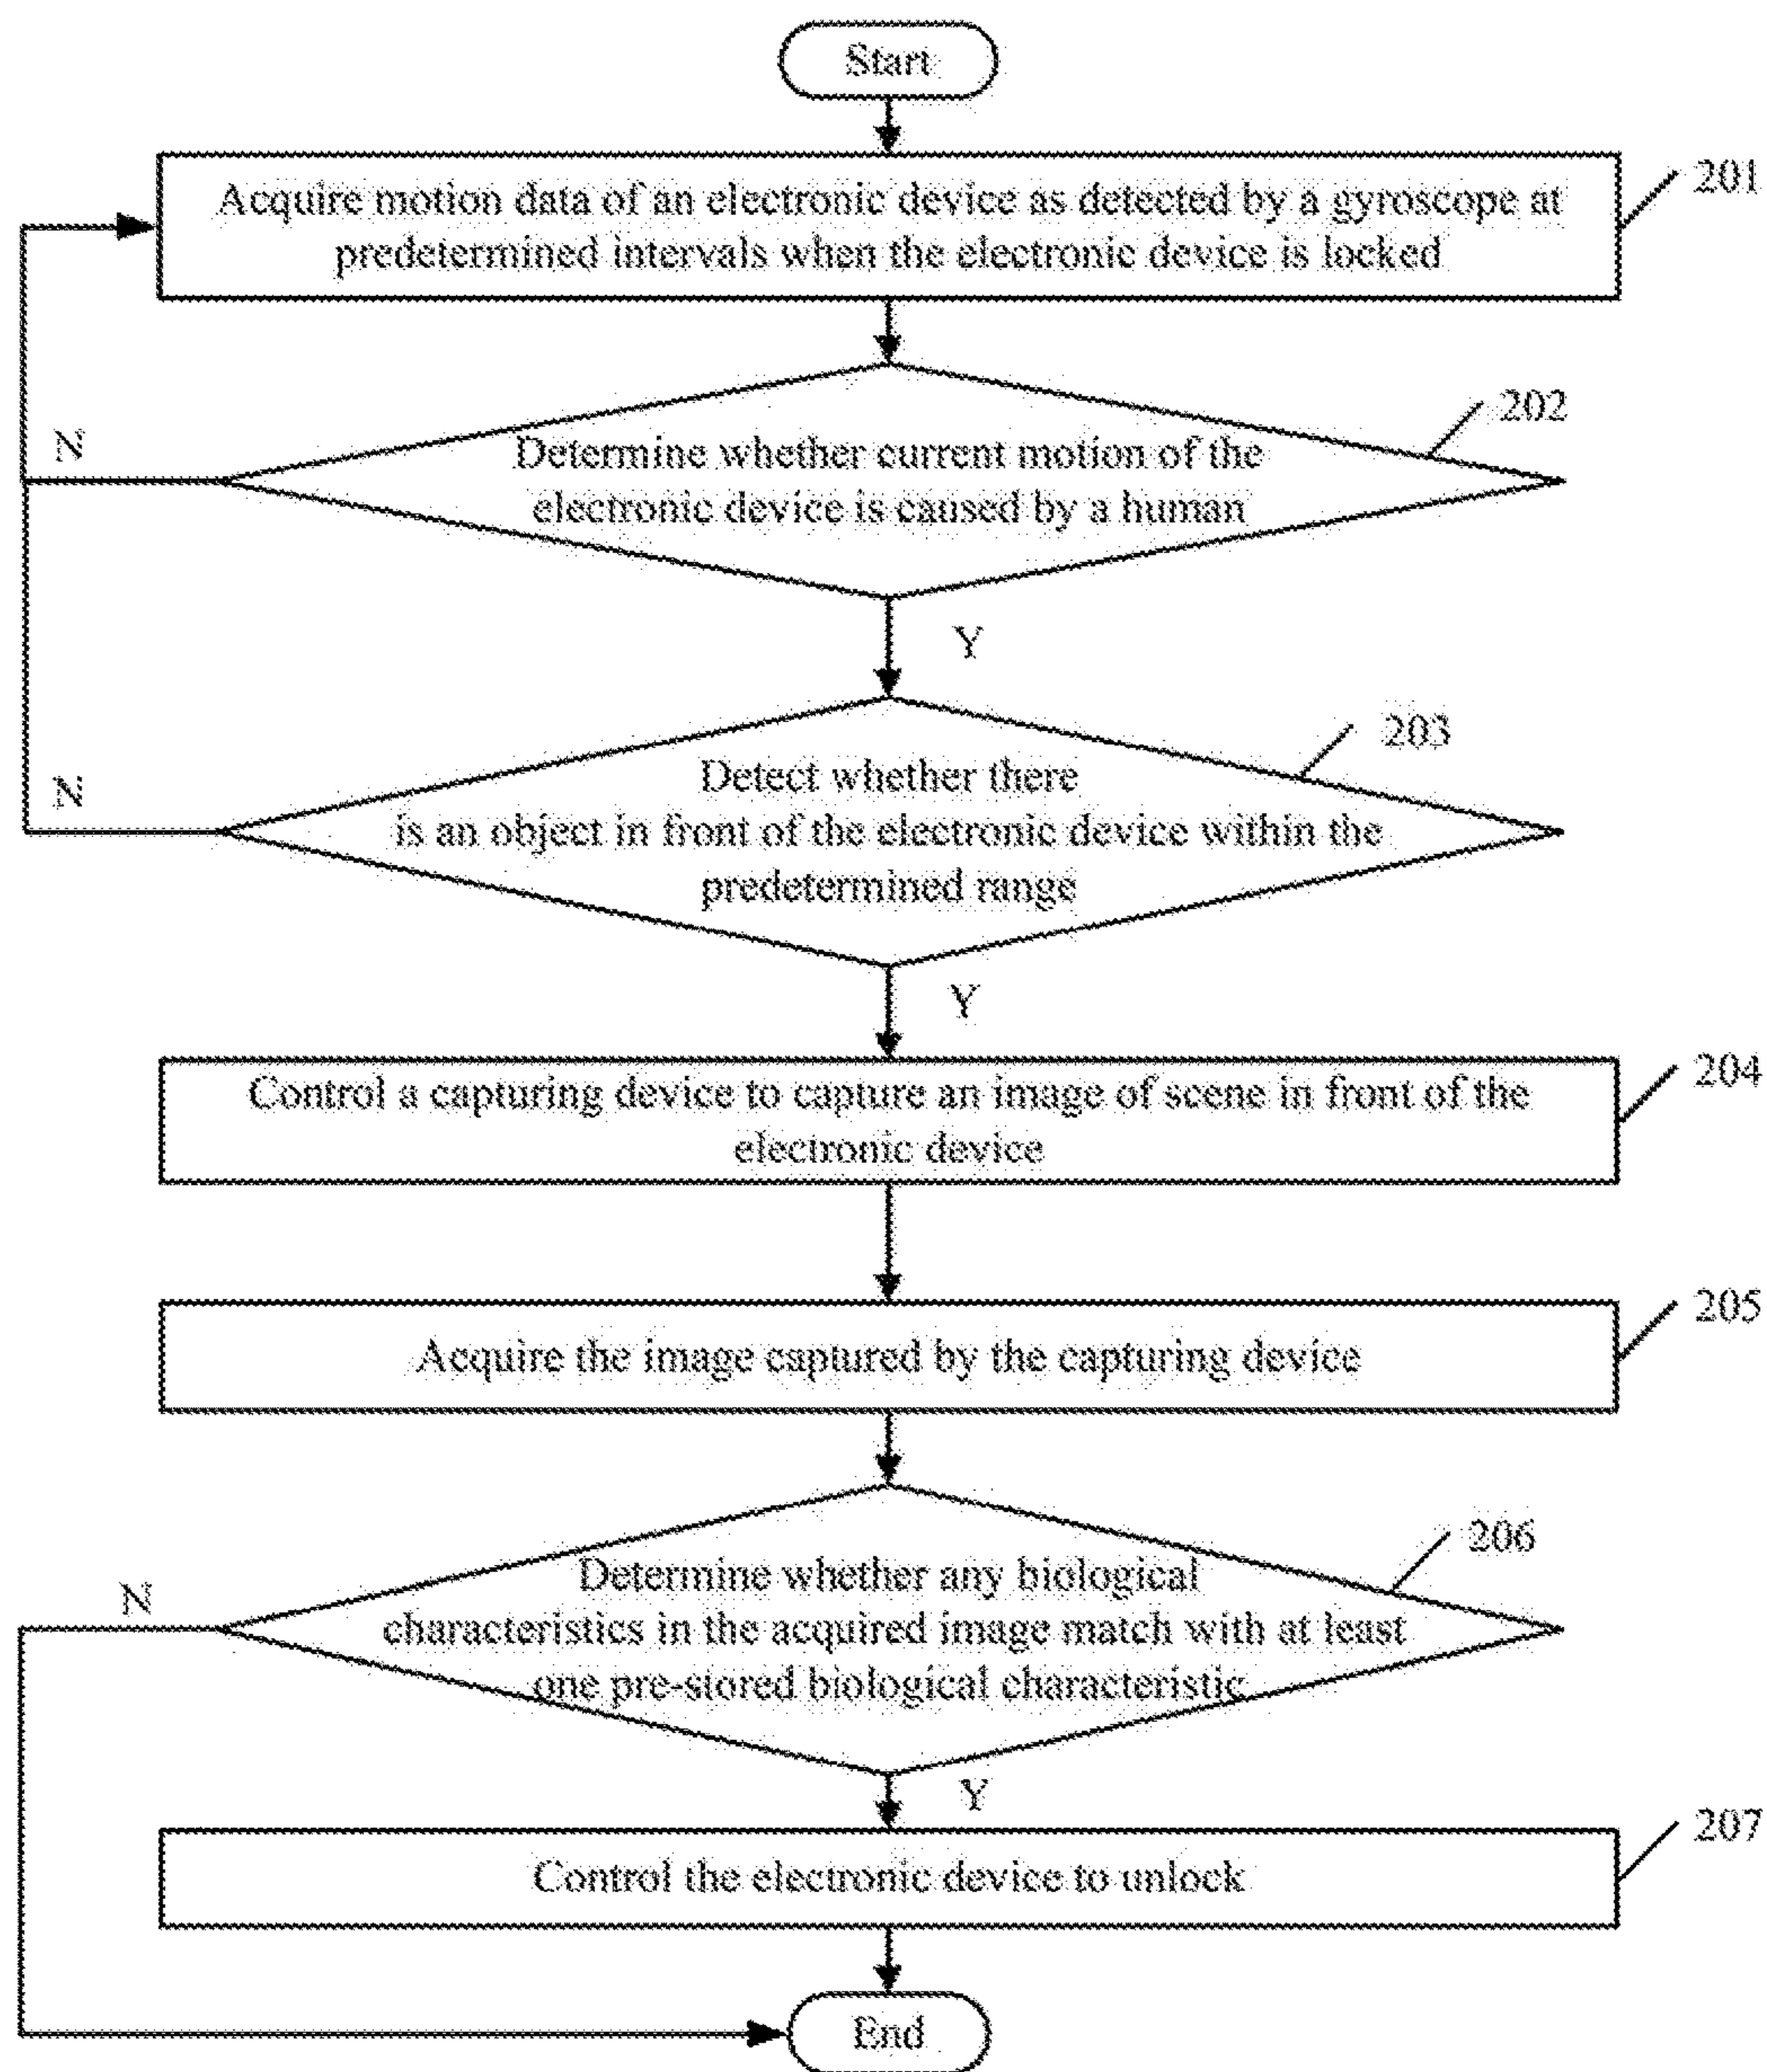 Start
Acquire motion data of an electronic device as detected by a gyroscope at
predetermined intervals when the electronic device is locked
201
202
N
Determine whether current motion of the
electronic device is caused by a human
Y
203
N
Detect whether there
is an object in front of the electronic device within the
predetermined range
Y
Control a capturing device to capture an image of scene in front of the
electronic device
204
Acquire the image captured by the capturing device
205
206
N
Determine whether any biological
characteristics in the acquired image match with at least
one pre-stored biological characteristic
Y
Control the electronic device to unlock
207
End